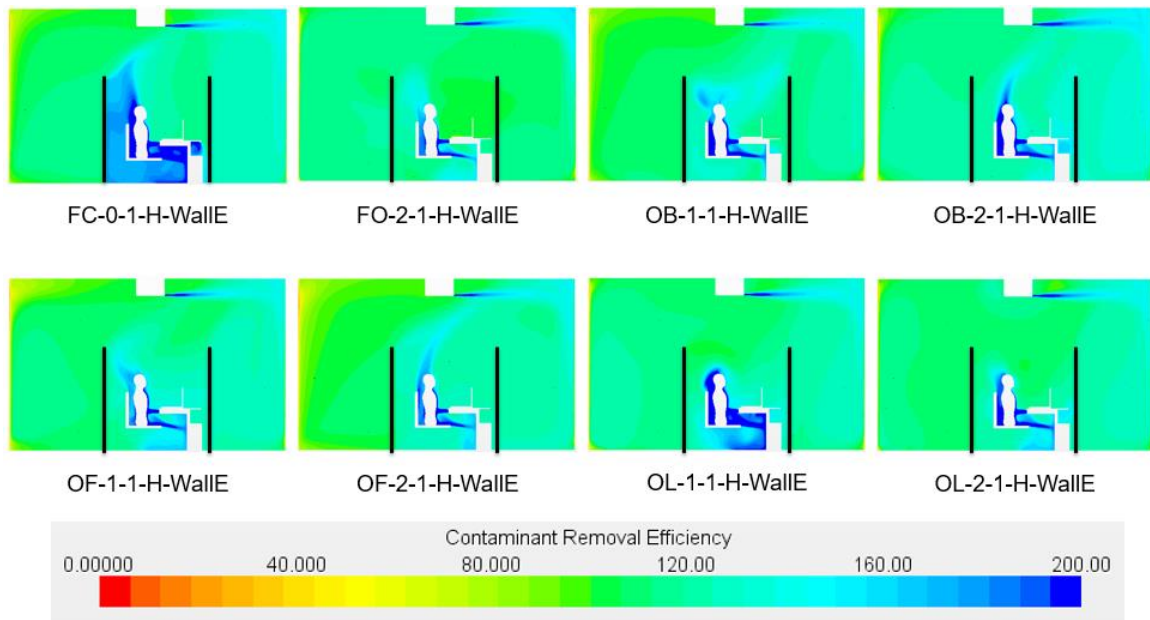 FC-0-1-H-WallE FO-2-1-H-WallE OB-1-1-H-WallE OB-2-1-H-WallE
OF-1-1-H-WallE OF-2-1-H-WallE OL-1-1-H-WallE OL-2-1-H-WallE
Contaminant Removal Efficiency
0.00000 40.000 80.000 120.00 160.00 200.00